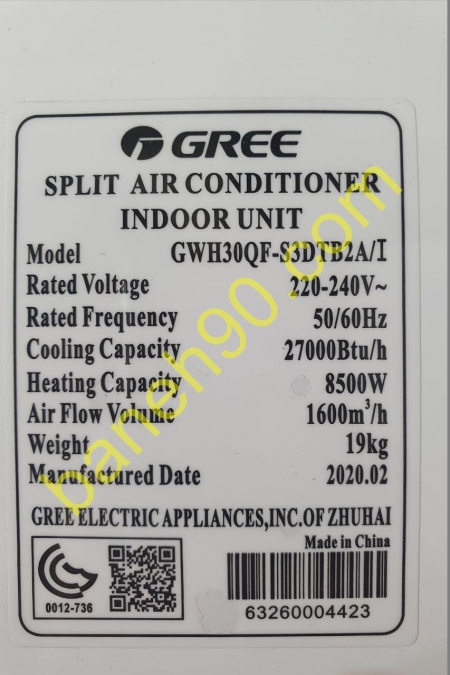 GREE
SPLIT AIR CONDITIONER
INDOOR UNIT
Model GWH30QF-S3DTB2A/I
Rated Voltage 220-240V~
Rated Frequency 50/60Hz
Cooling Capacity 27000Btu/h
Heating Capacity 8500W
Air Flow Volume 1600m³/h
Weight 19kg
Manufactured Date 2020.02
GREE ELECTRIC APPLIANCES,INC.OF ZHUHAI
Made in China
0012-736
63260004423
baneh90.com